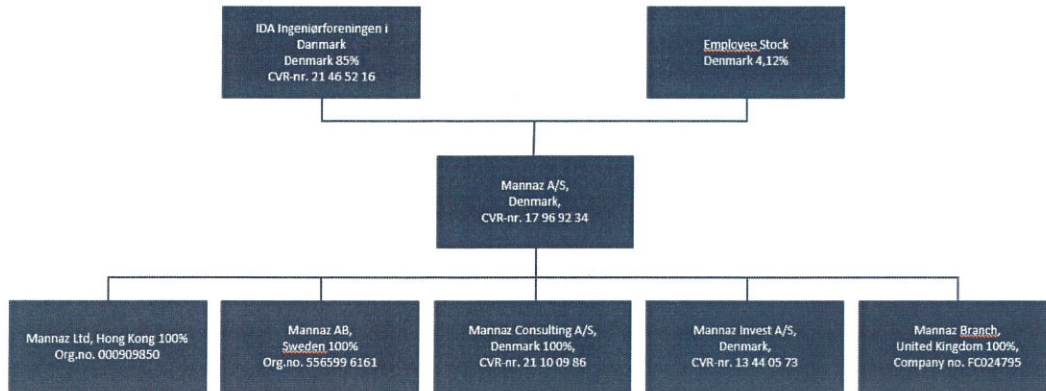 IDA Ingeniørforeningen i
Danmark
Denmark 85%
CVR-nr. 21 46 52 16
Employee Stock
Denmark 4,12%
Mannaz A/S,
Denmark,
CVR-nr. 17 96 92 34
Mannaz Ltd, Hong Kong 100%
Org.no. 000909850
Mannaz AB,
Sweden 100%
Org.no. 556599 6161
Mannaz Consulting A/S,
Denmark 100%,
CVR-nr. 21 10 09 86
Mannaz Invest A/S,
Denmark,
CVR-nr. 13 44 05 73
Mannaz Branch,
United Kingdom 100%,
Company no. FC024795